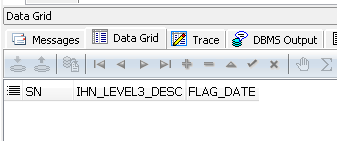 Data Grid
Messages Data Grid Trace DBMS Output
SN IHN_LEVEL3_DESC FLAG_DATE